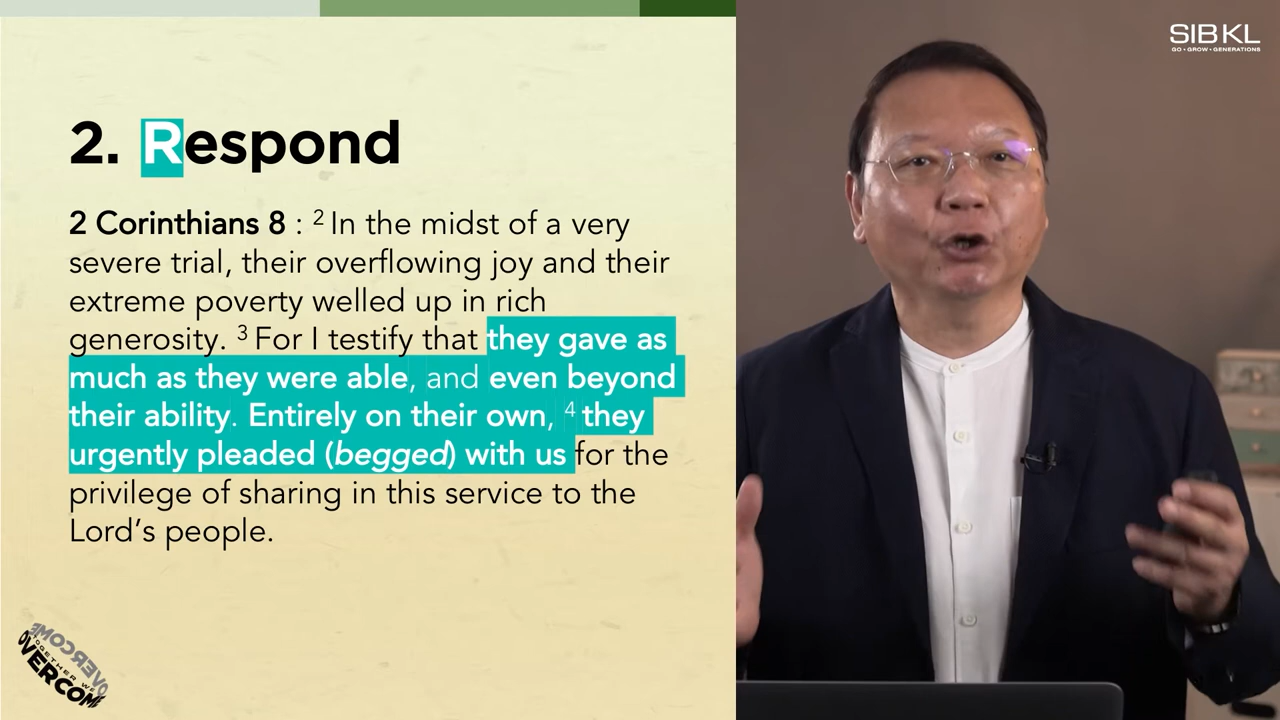 2. Respond
2 Corinthians 8 : 2 In the midst of a very
severe trial, their overflowing joy and their
extreme poverty welled up in rich
generosity. 3 For I testify that they gave as
much as they were able, and even beyond
their ability. Entirely on their own, 4 they
urgently pleaded (begged) with us for the
privilege of sharing in this service to the
Lord’s people.
OVERCOME
TOGETHER WE
OVERCOME
SIBKL
GO • GROW • GENERATIONS